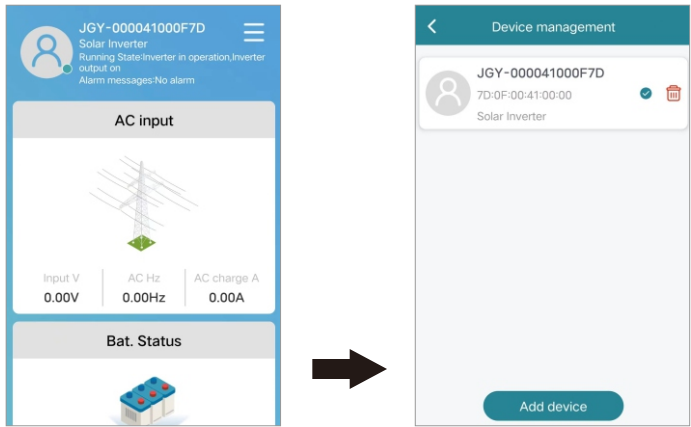 JGY-000041000F7D
Solar Inverter
Running State:Inverter in operation,Inverter
output on
Alarm messages:No alarm
AC input
Input V
AC Hz
AC charge A
0.00V
0.00Hz
0.00A
Bat. Status
Device management
JGY-000041000F7D
7D:0F:00:41:00:00
Solar Inverter
Add device